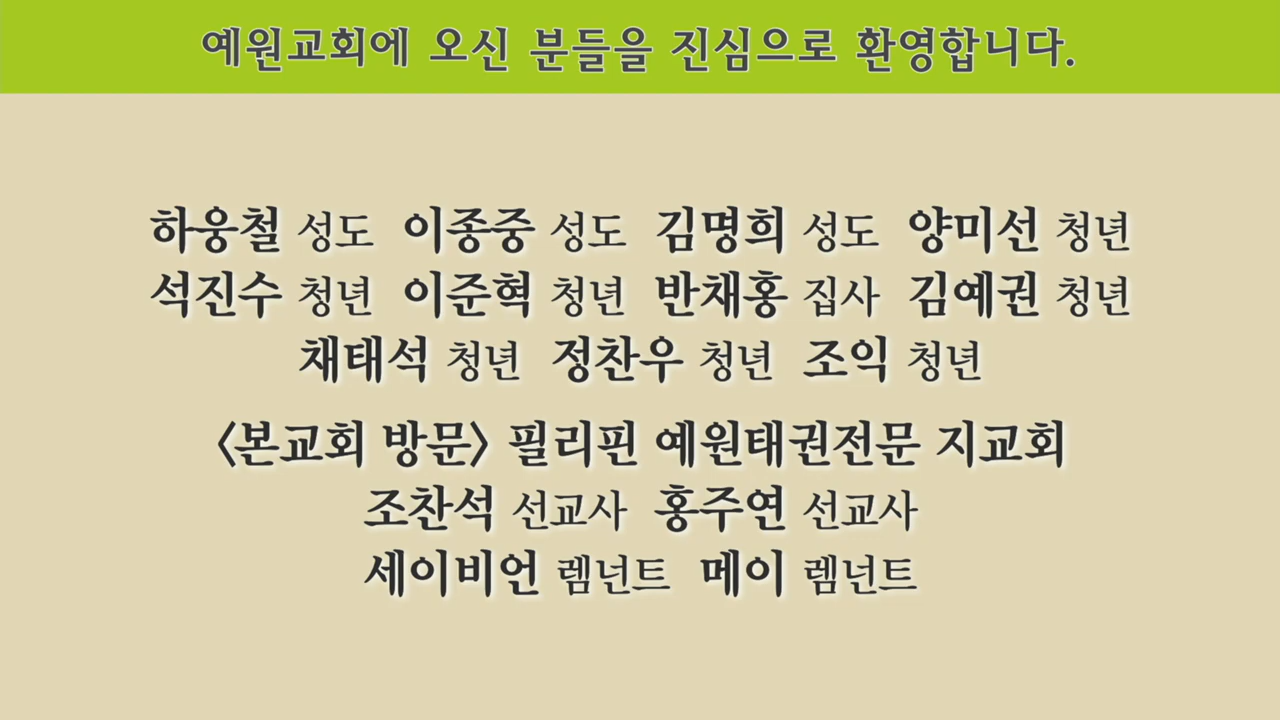 예원교회에 오신 분들을 진심으로 환영합니다.
하웅철 성도 이종중 성도 김명희 성도 양미선 청년
석진수 청년 이준혁 청년 반채홍 집사 김예권 청년
채태석 청년 정찬우 청년 조익 청년
〈본교회 방문〉 필리핀 예원태권전문 지교회
조찬석 선교사 홍주연 선교사
세이비언 렘넌트 메이 렘넌트